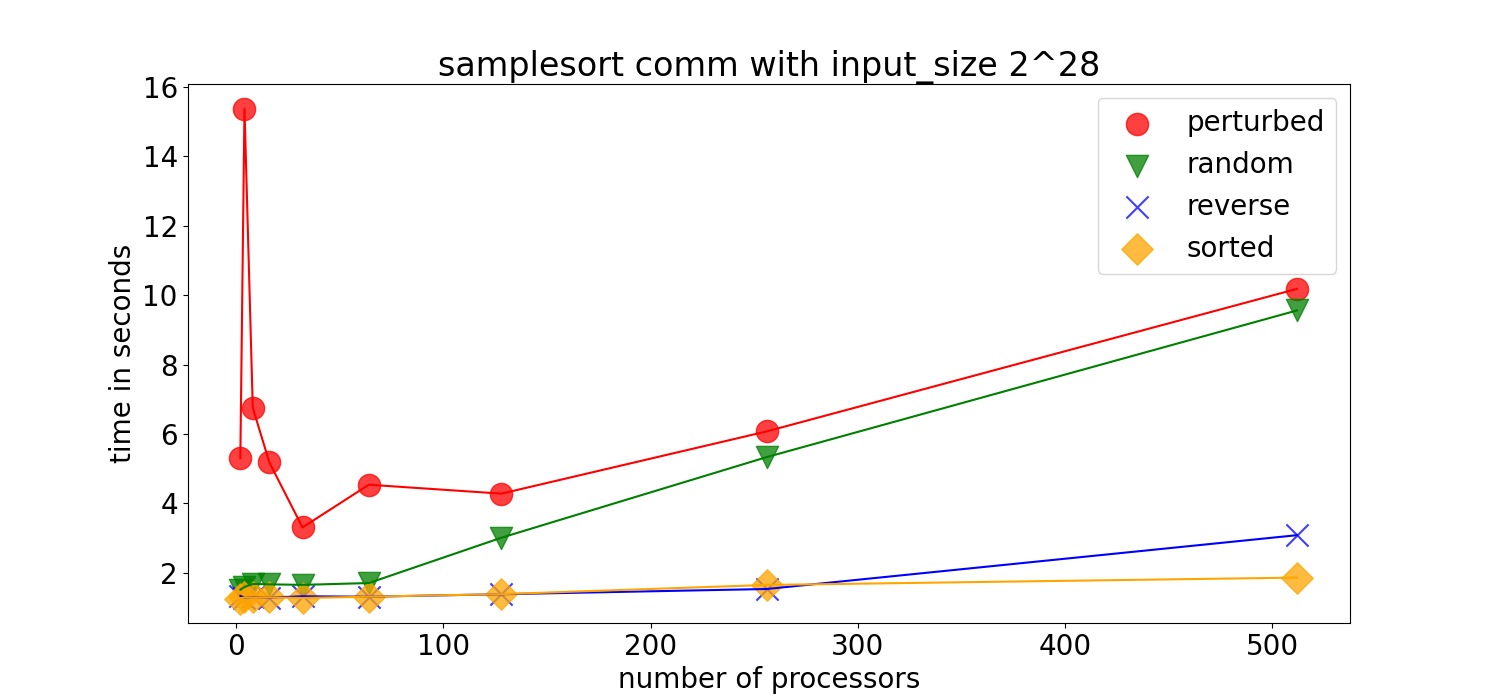 samplesort comm with input_size 2^28
16
14
12
10
8
6
4
2
time in seconds
perturbed
random
reverse
sorted
0 100 200 300 400 500
number of processors